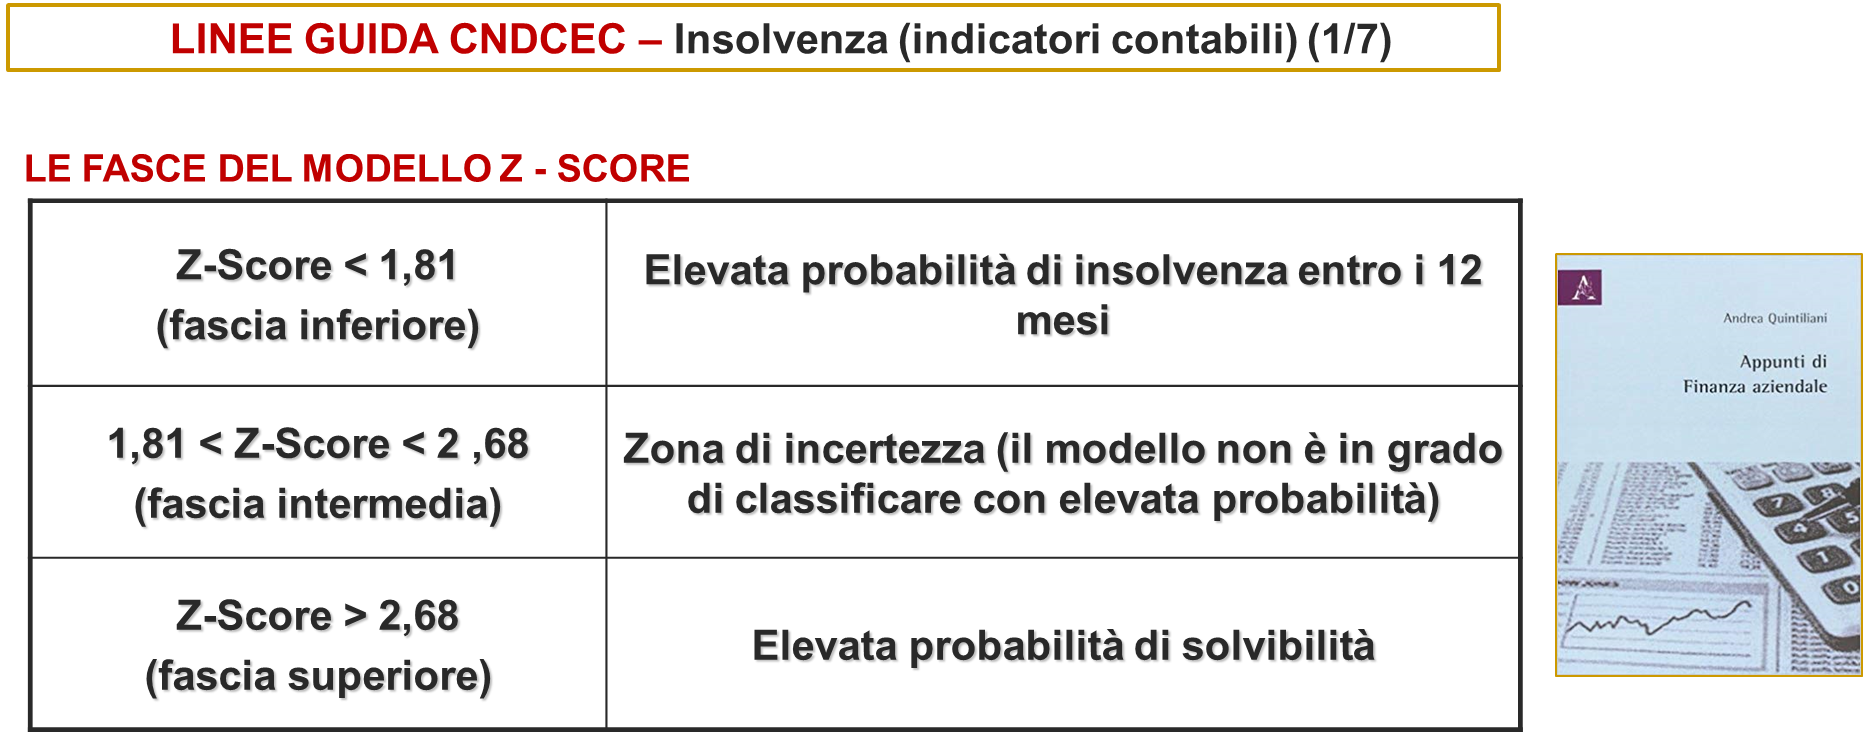 LINEE GUIDA CNDCEC – Insolvenza (indicatori contabili) (1/7)
LE FASCE DEL MODELLO Z - SCORE
Z-Score < 1,81
(fascia inferiore)
Elevata probabilità di insolvenza entro i 12
mesi
1,81 < Z-Score < 2 ,68
(fascia intermedia)
Zona di incertezza (il modello non è in grado
di classificare con elevata probabilità)
Z-Score > 2,68
(fascia superiore)
Elevata probabilità di solvibilità
A
Andrea Quintiliani
Appunti di
Finanza aziendale